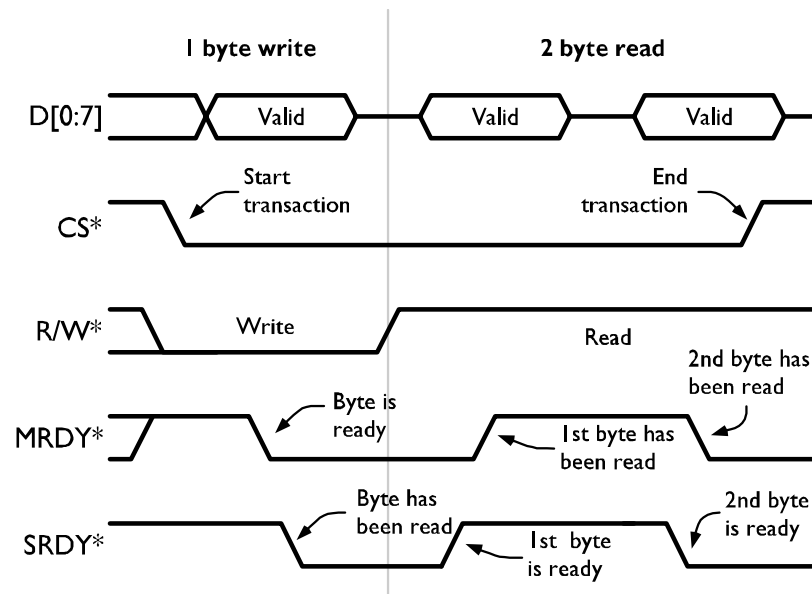 1 byte write
2 byte read
D[0:7]
Valid
Valid
Valid
Start
transaction
End
transaction
CS*
R/W*
Write
Read
2nd byte has
been read
MRDY*
Byte is
ready
1st byte has
been read
SRDY*
Byte has
been read
1st byte
is ready
2nd byte
is ready